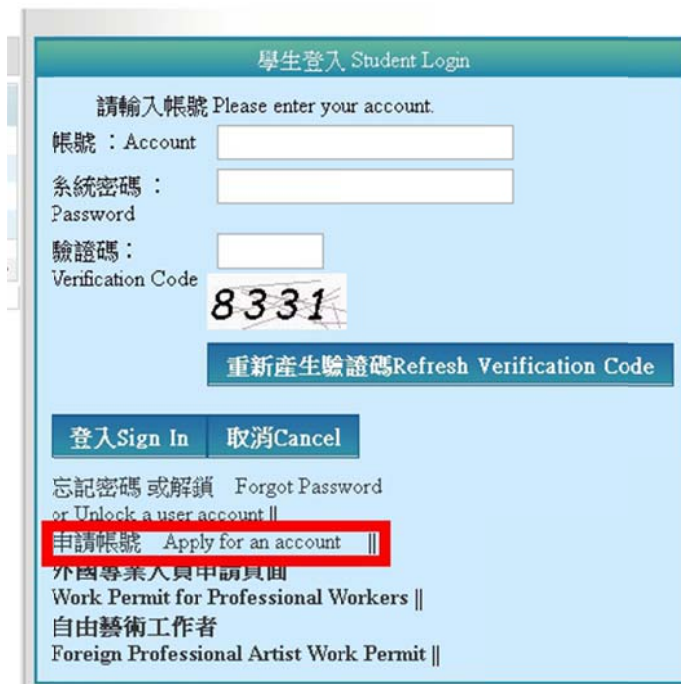 學生登入 Student Login
請輸入帳號 Please enter your account.
帳號 ：Account
系統密碼 ：
Password
驗證碼：
Verification Code
8331
重新產生驗證碼Refresh Verification Code
登入Sign In 取消Cancel
忘記密碼 或解鎖 Forgot Password
or Unlock a user account ||
申請帳號 Apply for an account ||
外國專業人員申請頁面
Work Permit for Professional Workers ||
自由藝術工作者
Foreign Professional Artist Work Permit ||